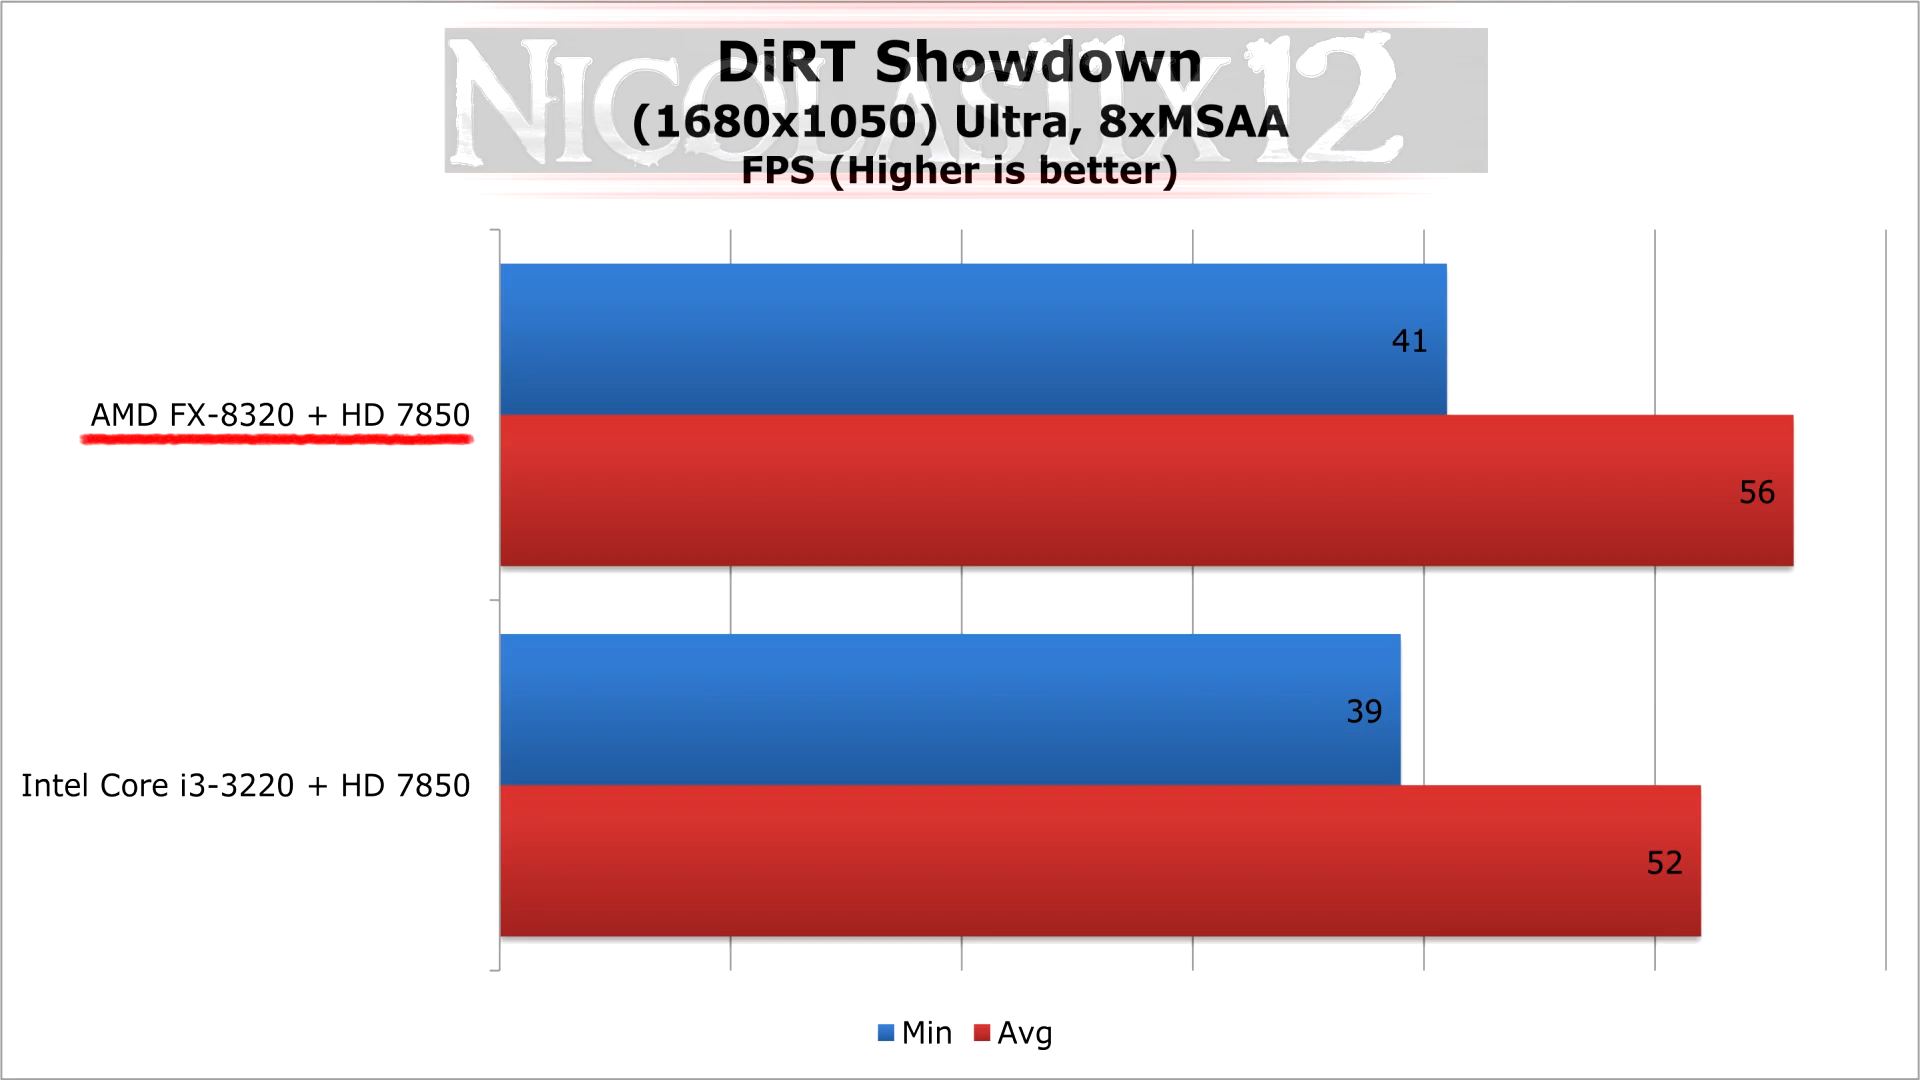 NICOLAS11X12
DiRT Showdown
(1680x1050) Ultra, 8xMSAA
FPS (Higher is better)
41
AMD FX-8320 + HD 7850
56
39
Intel Core i3-3220 + HD 7850
52
Min Avg